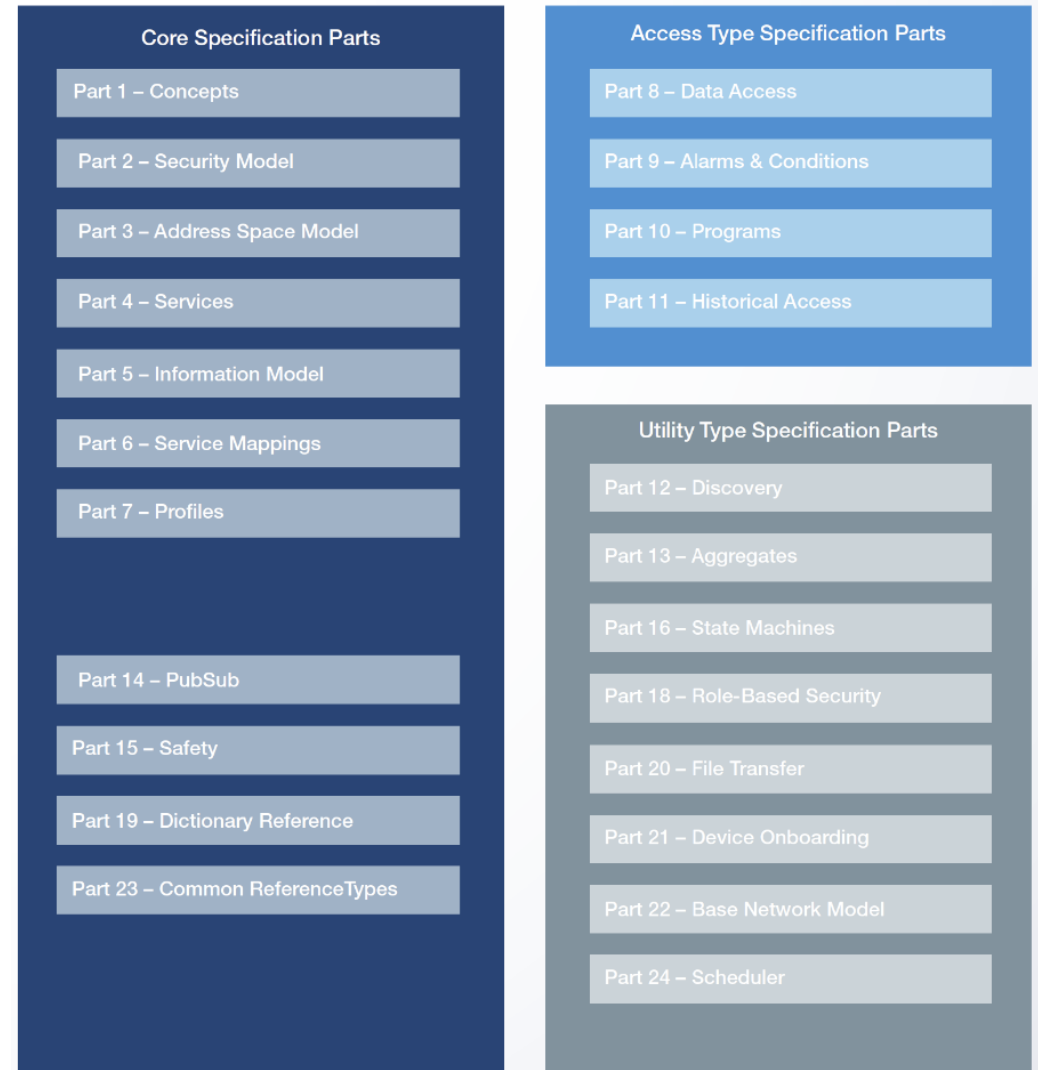 Core Specification Parts
Part 1 – Concepts
Part 2 – Security Model
Part 3 – Address Space Model
Part 4 – Services
Part 5 – Information Model
Part 6 – Service Mappings
Part 7 – Profiles
Part 14 – PubSub
Part 15 – Safety
Part 19 – Dictionary Reference
Part 23 – Common ReferenceTypes
Access Type Specification Parts
Part 8 – Data Access
Part 9 – Alarms & Conditions
Part 10 – Programs
Part 11 – Historical Access
Utility Type Specification Parts
Part 12 – Discovery
Part 13 – Aggregates
Part 16 – State Machines
Part 18 – Role-Based Security
Part 20 – File Transfer
Part 21 – Device Onboarding
Part 22 – Base Network Model
Part 24 – Scheduler